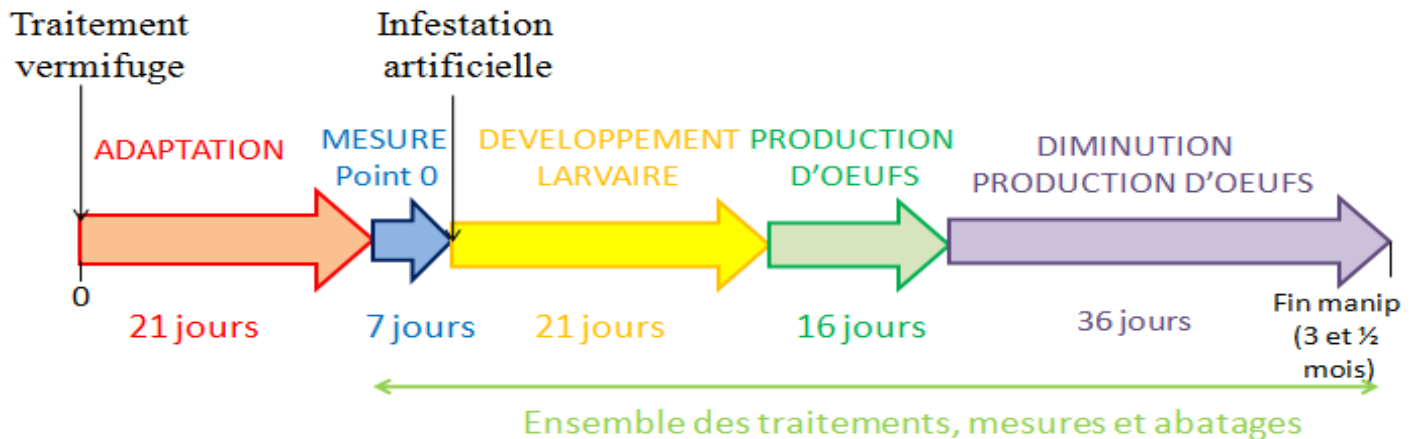 Traitement
vermifuge
Infestation
artificielle
ADAPTATION
MESURE
Point 0
DEVELOPPEMENT
LARVAIRE
PRODUCTION
D'OEUFS
DIMINUTION
PRODUCTION D'OEUFS
0
21 jours
7 jours
21 jours
16 jours
36 jours
Fin manip
(3 et ½
mois)
Ensemble des traitements, mesures et abatages